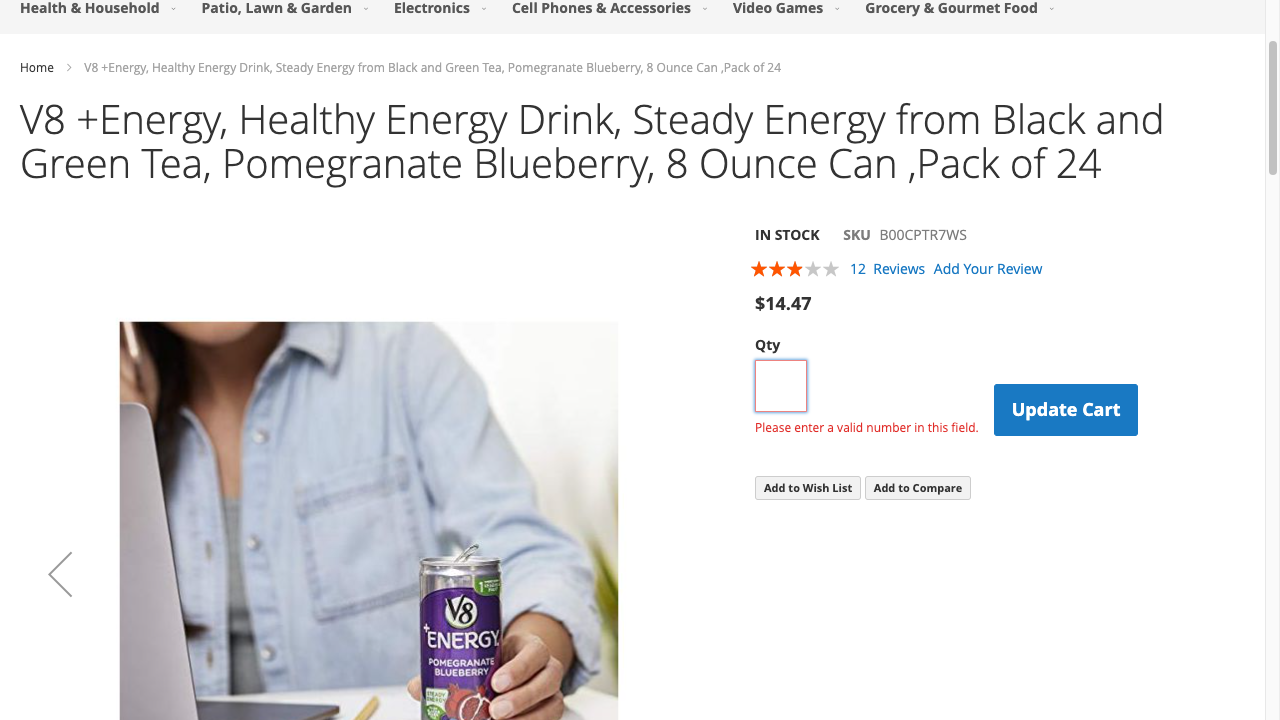 Health & Household
Patio, Lawn & Garden
Electronics
Cell Phones & Accessories
Video Games
Grocery & Gourmet Food
Home
V8 +Energy, Healthy Energy Drink, Steady Energy from Black and Green Tea, Pomegranate Blueberry, 8 Ounce Can ,Pack of 24
V8 +Energy, Healthy Energy Drink, Steady Energy from Black and
Green Tea, Pomegranate Blueberry, 8 Ounce Can ,Pack of 24
IN STOCK SKU B00CPTR7WS
12 Reviews Add Your Review
$14.47
Qty
Update Cart
Please enter a valid number in this field.
Add to Wish List
Add to Compare
V8
+ENERGY
POMEGRANATE
BLUEBERRY
STEADY
ENERGY